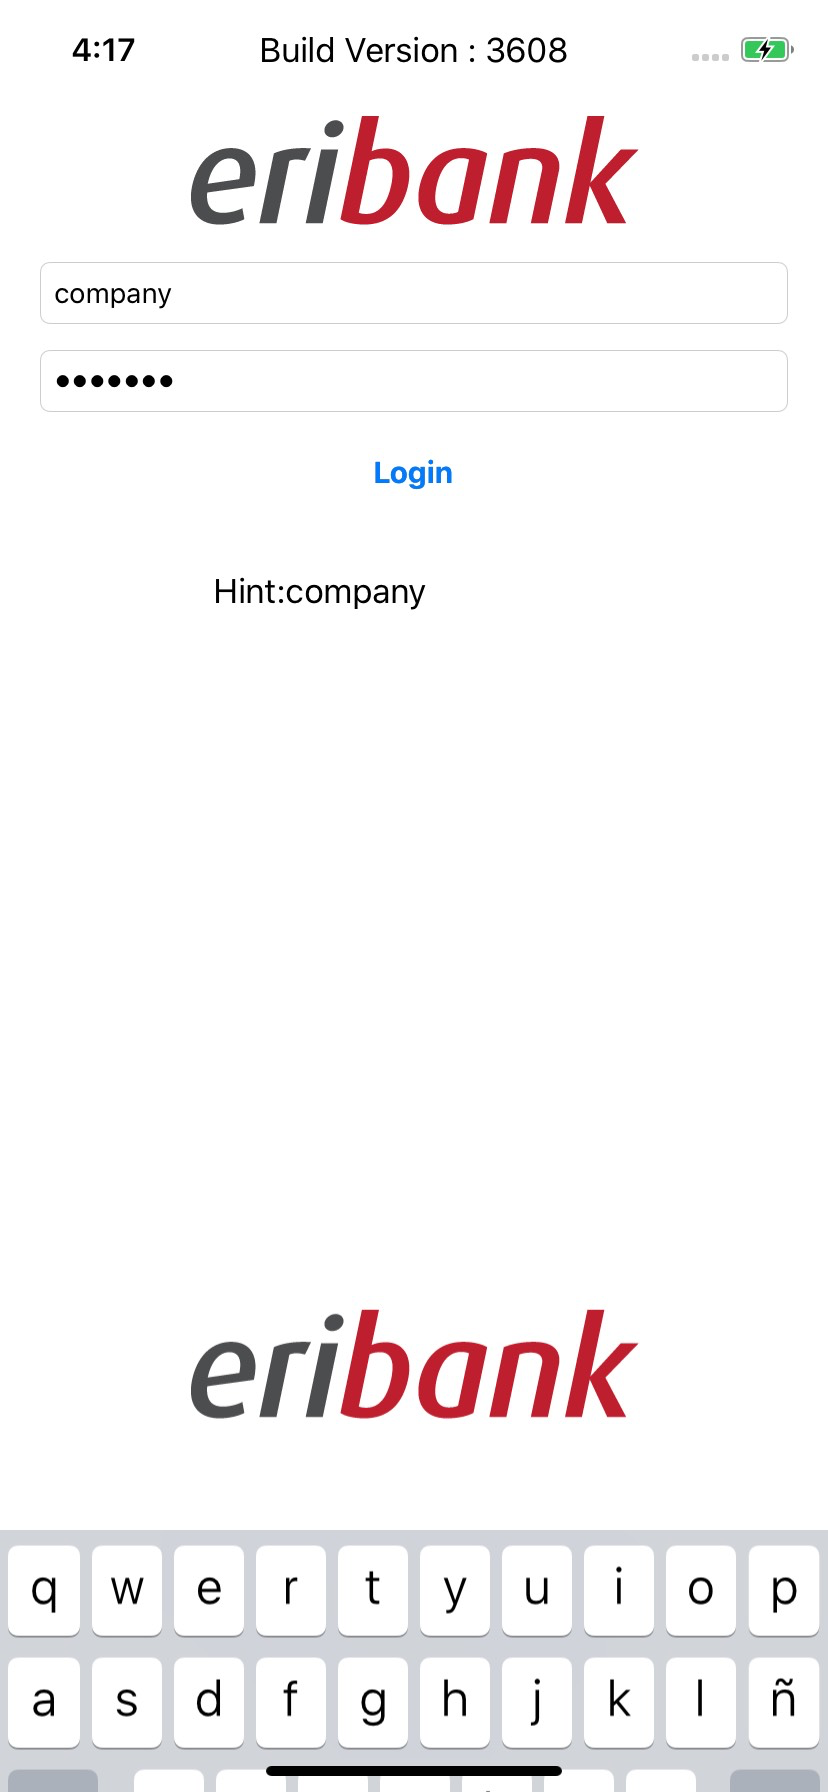 4:17
Build Version : 3608
eribank
company
•••••••
Login
Hint:company
eribank
q w e r t y u i o p
a s d f g h j k l ñ